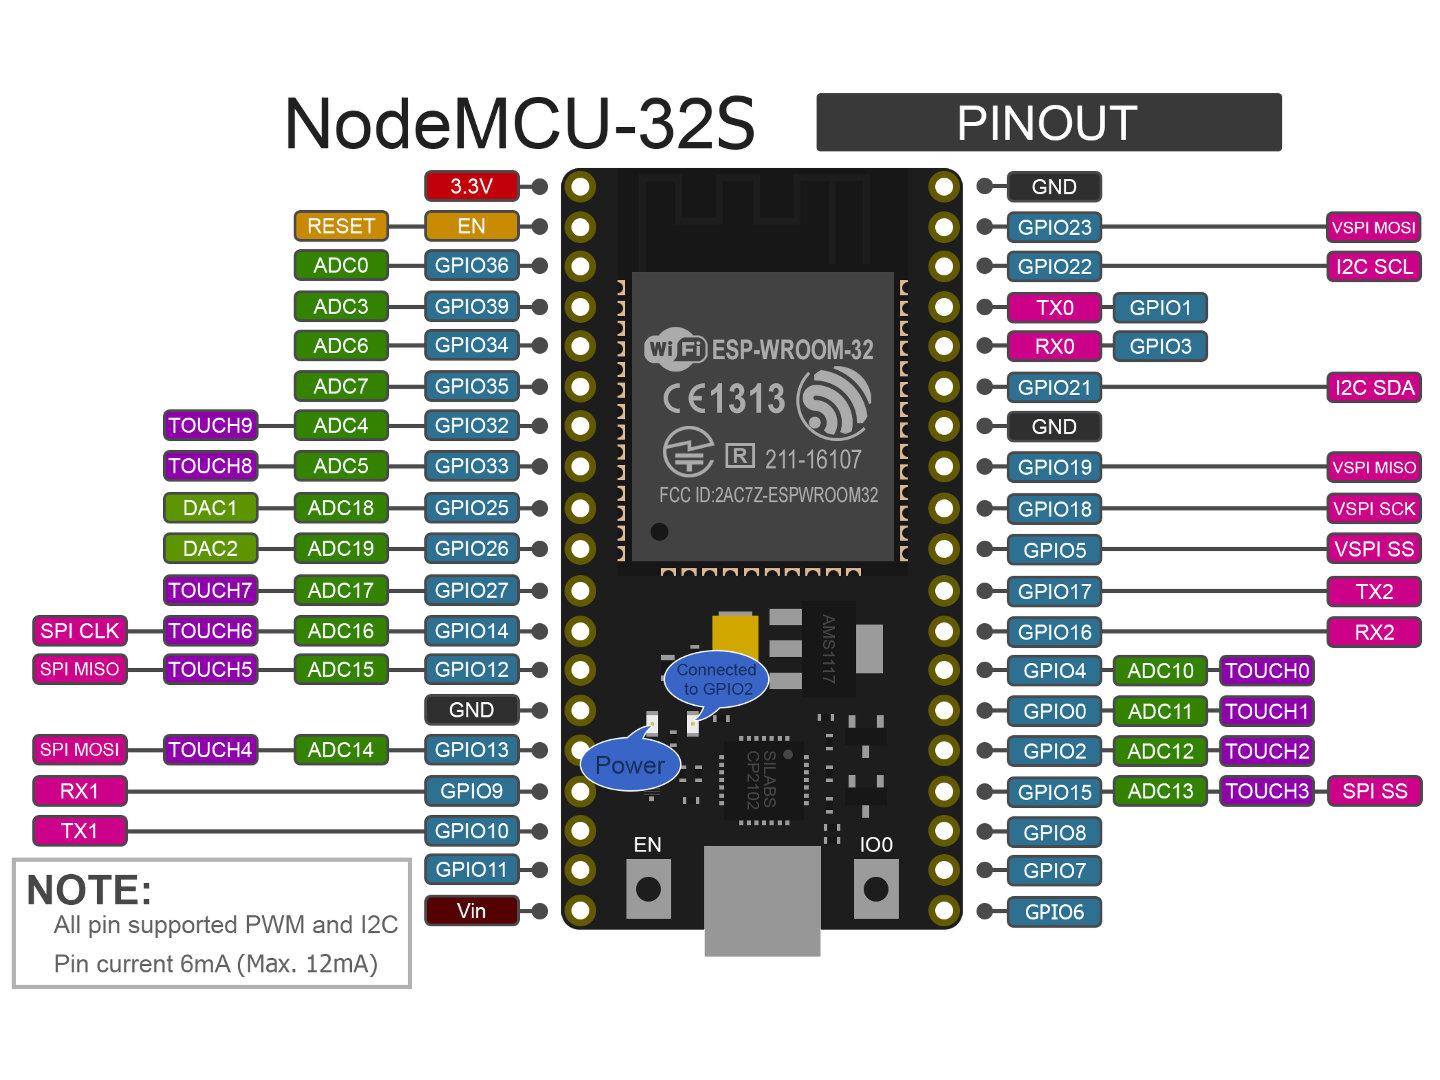 NodeMCU-32S
PINOUT
3.3V
GND
RESET EN
GPIO23 VSPI MOSI
ADC0 GPIO36
GPIO22 I2C SCL
ADC3 GPIO39
TX0 GPIO1
ADC6 GPIO34
RX0 GPIO3
ADC7 GPIO35
GPIO21 I2C SDA
TOUCH9 ADC4 GPIO32
GND
TOUCH8 ADC5 GPIO33
GPIO19 VSPI MISO
DAC1 ADC18 GPIO25
GPIO18 VSPI SCK
DAC2 ADC19 GPIO26
GPIO5 VSPI SS
TOUCH7 ADC17 GPIO27
GPIO17 TX2
SPI CLK TOUCH6 ADC16 GPIO14
GPIO16 RX2
SPI MISO TOUCH5 ADC15 GPIO12
GPIO4 ADC10 TOUCH0
GND
GPIO0 ADC11 TOUCH1
SPI MOSI TOUCH4 ADC14 GPIO13
GPIO2 ADC12 TOUCH2
RX1 GPIO9
GPIO15 ADC13 TOUCH3 SPI SS
TX1 GPIO10
GPIO8
GPIO11
GPIO7
Vin
GPIO6
WiFi ESP-WROOM-32
CE1313
R 211-16107
FCC ID:2AC7Z-ESPWROOM32
AMS1117
Connected
to GPIO2
Power
SILABS
CP2102
EN
IO0
NOTE:
All pin supported PWM and I2C
Pin current 6mA (Max. 12mA)